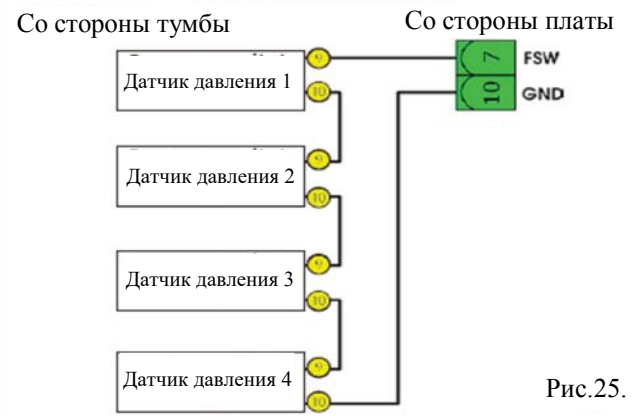 Со стороны тумбы
Со стороны платы
Датчик давления 1
9
10
7 FSW
10 GND
Датчик давления 2
9
10
Датчик давления 3
9
10
Датчик давления 4
9
10
Рис.25.